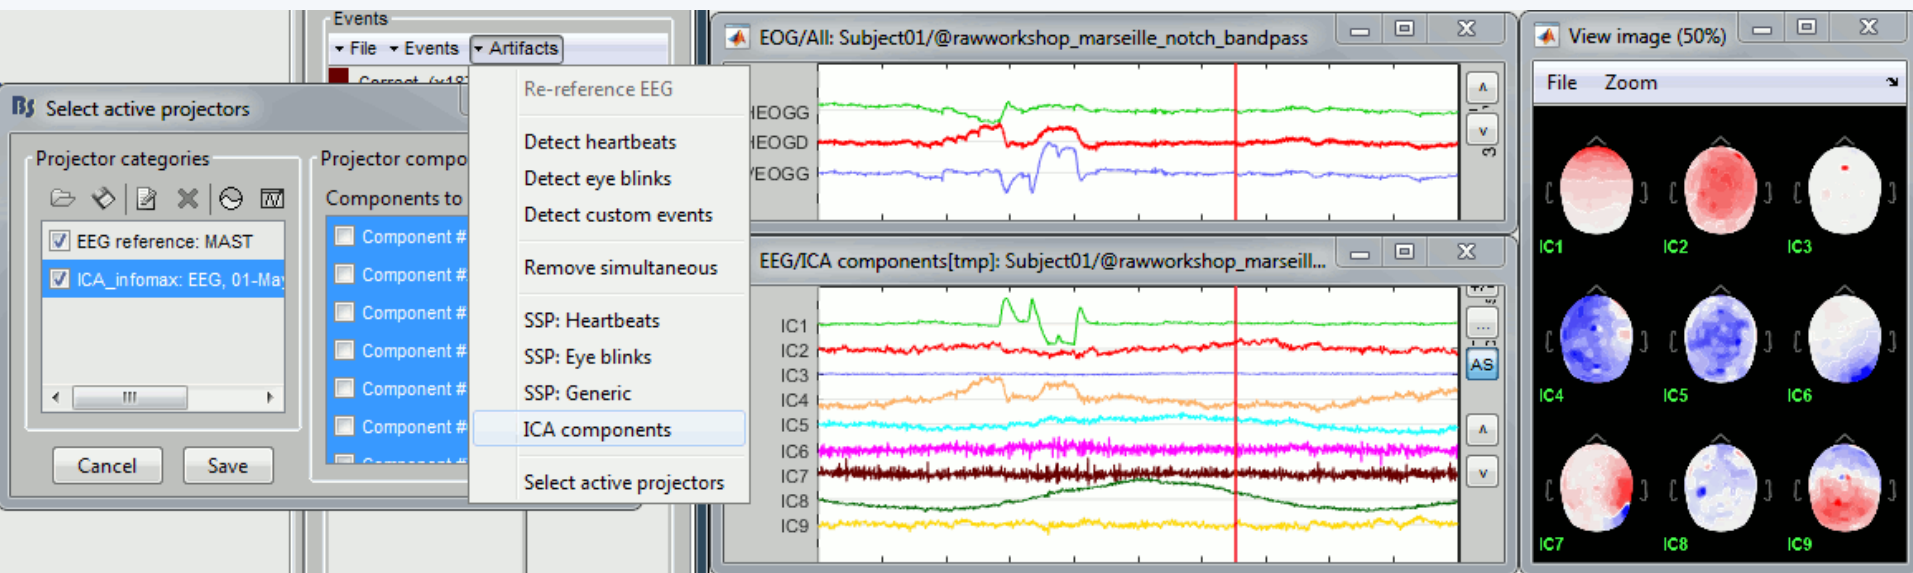 Events
File Events Artifacts
Re-reference EEG
Detect heartbeats
Detect eye blinks
Detect custom events
Remove simultaneous
SSP: Heartbeats
SSP: Eye blinks
SSP: Generic
ICA components
Select active projectors
Select active projectors
Projector categories
EEG reference: MAST
ICA_infomax: EEG, 01-May
Cancel
Save
Projector compo
Components to
Component #
Component #
Component #
Component #
Component #
Component #
EOG/All: Subject01/@rawworkshop_marseille_notch_bandpass
HEOGG
HEOGD
VEOGG
EEG/ICA components[tmp]: Subject01/@rawworkshop_marseill...
IC1
IC2
IC3
IC4
IC5
IC6
IC7
IC8
IC9
...
AS
View image (50%)
File Zoom
IC1 IC2 IC3
IC4 IC5 IC6
IC7 IC8 IC9